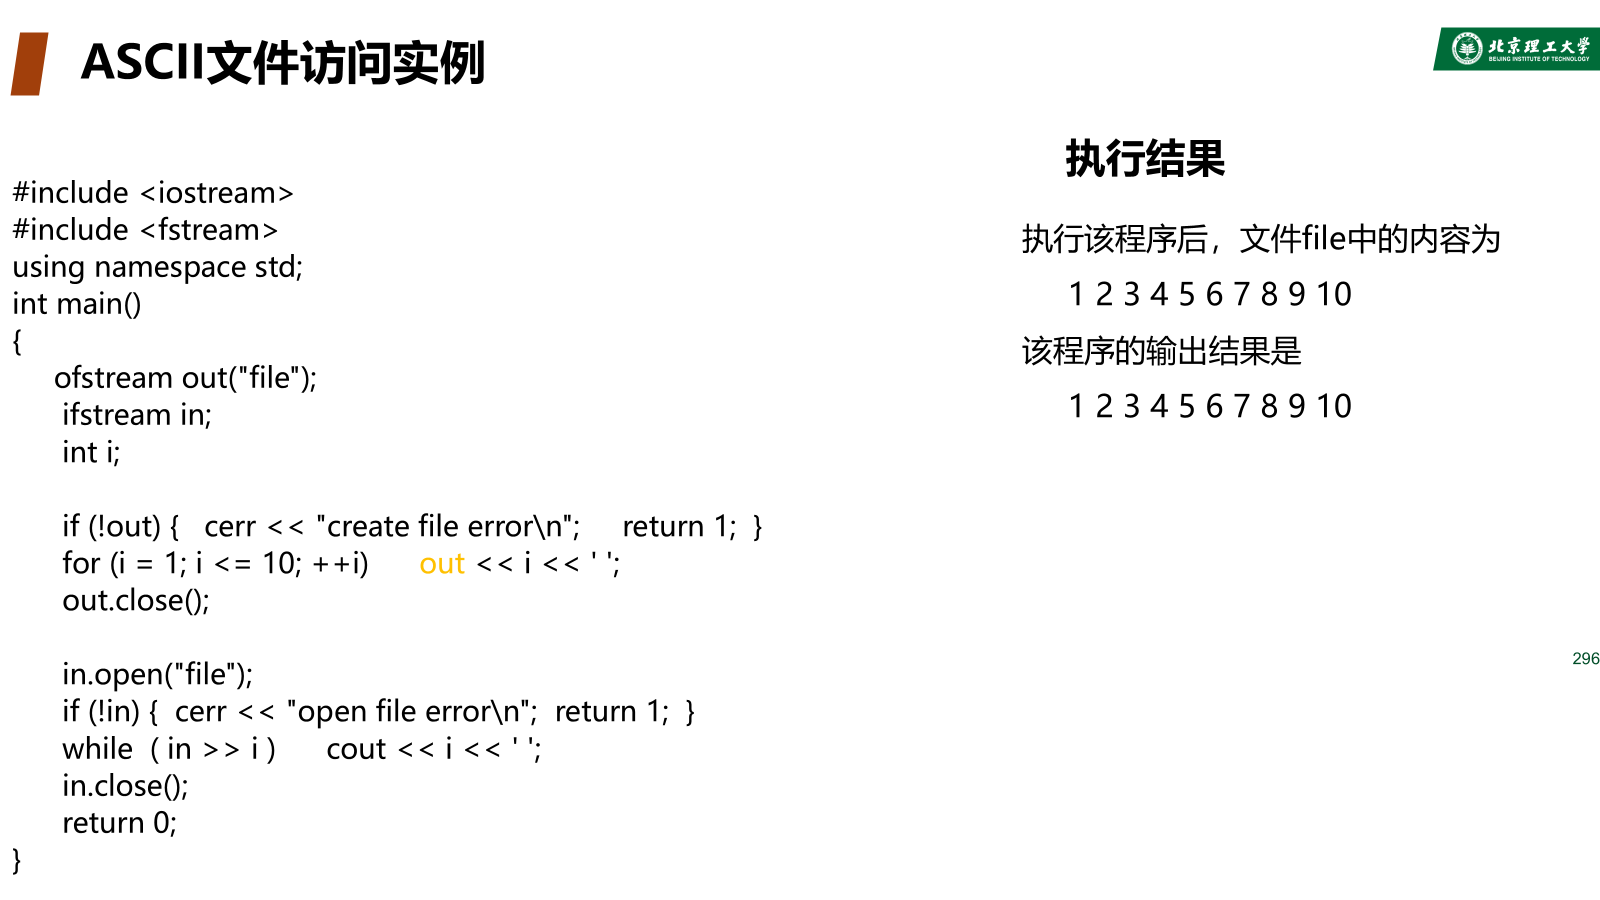 ASCII文件访问实例
北京理工大学
BEIJING INSTITUTE OF TECHNOLOGY
#include <iostream>
#include <fstream>
using namespace std;
int main()
{
ofstream out("file");
ifstream in;
int i;
if (!out) { cerr << "create file error\n"; return 1; }
for (i = 1; i <= 10; ++i) out << i << ' ';
out.close();
in.open("file");
if (!in) { cerr << "open file error\n"; return 1; }
while ( in >> i ) cout << i << ' ';
in.close();
return 0;
}
执行结果
执行该程序后，文件file中的内容为
1 2 3 4 5 6 7 8 9 10
该程序的输出结果是
1 2 3 4 5 6 7 8 9 10
296